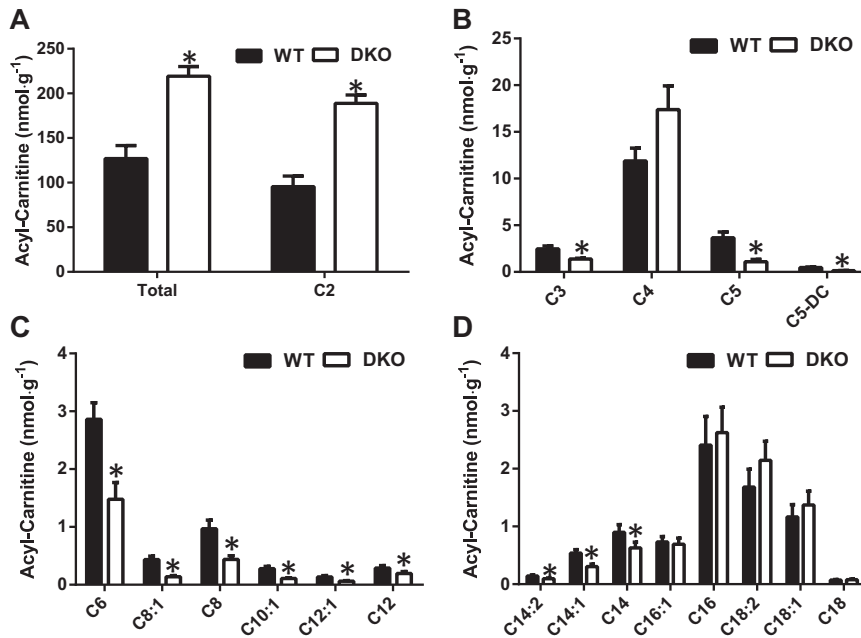 A
WT DKO
Acyl-Carnitine (nmol·g⁻¹)
250
200
150
100
50
0
*
*
Total C2
B
WT DKO
Acyl-Carnitine (nmol·g⁻¹)
25
20
15
10
5
0
*
*
*
C3 C4 C5 C5-DC
C
WT DKO
Acyl-Carnitine (nmol·g⁻¹)
4
3
2
1
0
*
*
*
*
*
*
C6 C8:1 C8 C10:1 C12:1 C12
D
WT DKO
Acyl-Carnitine (nmol·g⁻¹)
4
3
2
1
0
*
*
*
C14:2 C14:1 C14 C16:1 C16 C18:2 C18:1 C18